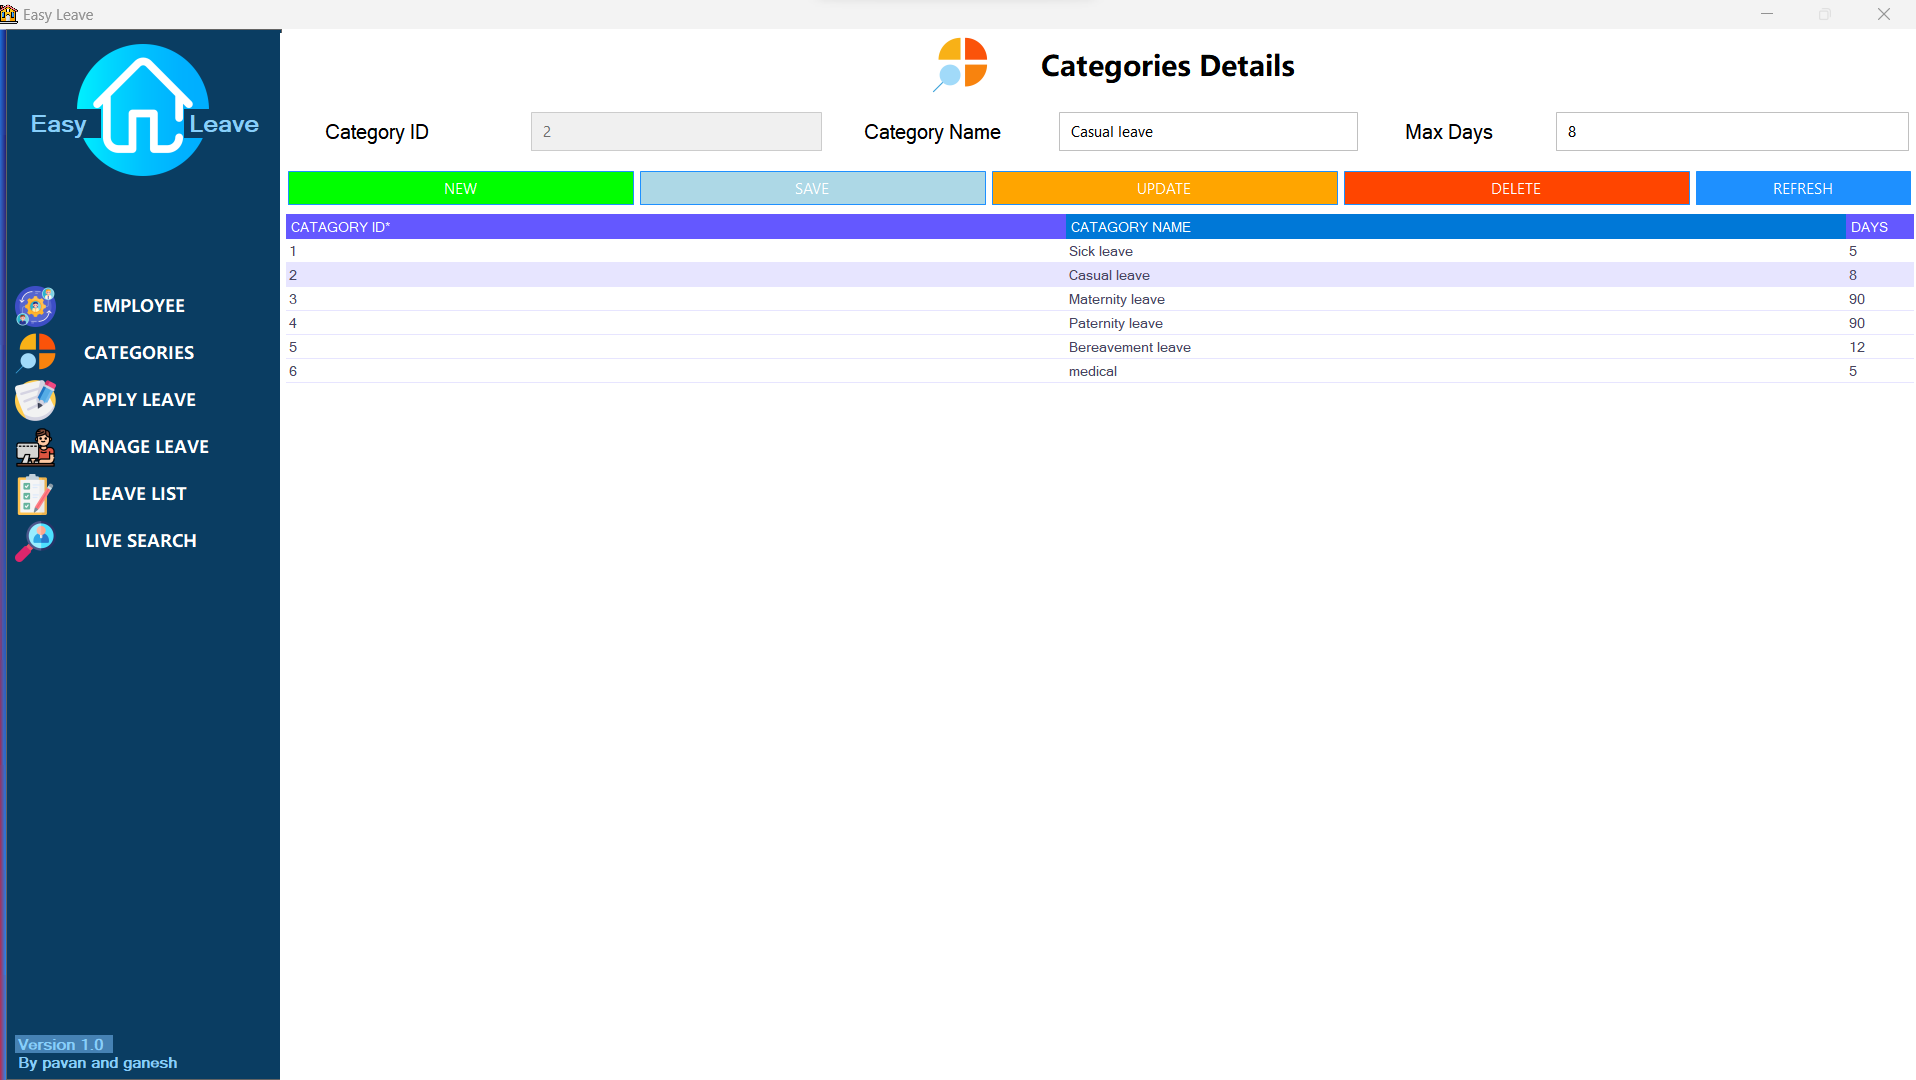 Easy Leave
Easy Leave
Categories Details
Category ID 2 Category Name Casual leave Max Days 8
NEW SAVE UPDATE DELETE REFRESH
CATAGORY ID* CATAGORY NAME DAYS
1 Sick leave 5
2 Casual leave 8
3 Maternity leave 90
4 Paternity leave 90
5 Bereavement leave 12
6 medical 5
EMPLOYEE
CATEGORIES
APPLY LEAVE
MANAGE LEAVE
LEAVE LIST
LIVE SEARCH
Version 1.0
By pavan and ganesh